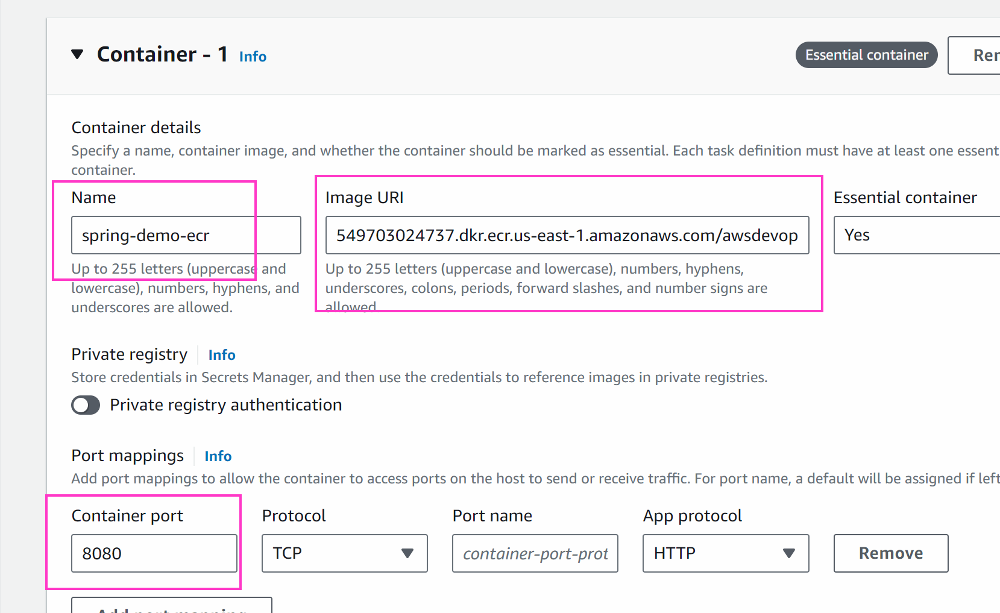 Container - 1 Info
Essential container
Container details
Specify a name, container image, and whether the container should be marked as essential. Each task definition must have at least one essent
container.
Name
Image URI
Essential container
spring-demo-ecr
549703024737.dkr.ecr.us-east-1.amazonaws.com/awsdevop
Yes
Up to 255 letters (uppercase and
lowercase), numbers, hyphens, and
underscores are allowed.
Up to 255 letters (uppercase and lowercase), numbers, hyphens,
underscores, colons, periods, forward slashes, and number signs are
allowed
Private registry Info
Store credentials in Secrets Manager, and then use the credentials to reference images in private registries.
Private registry authentication
Port mappings Info
Add port mappings to allow the container to access ports on the host to send or receive traffic. For port name, a default will be assigned if left
Container port
Protocol
Port name
App protocol
8080
TCP
container-port-prot
HTTP
Remove
Add port mapping